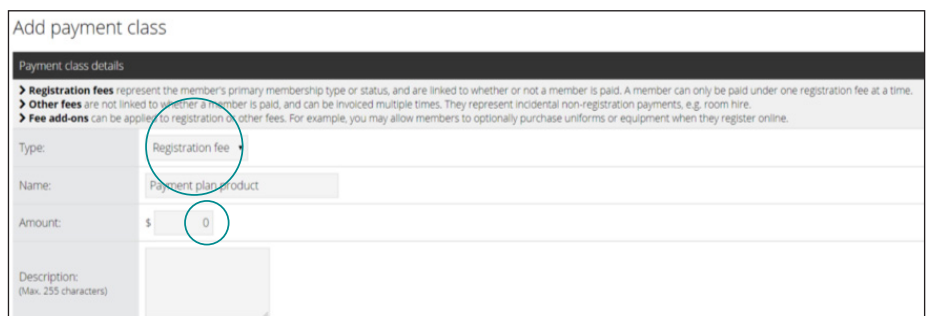 Add payment class
Payment class details
❯ Registration fees represent the member's primary membership type or status, and are linked to whether or not a member is paid. A member can only be paid under one registration fee at a time.
❯ Other fees are not linked to whether a member is paid, and can be invoiced multiple times. They represent incidental non-registration payments, e.g. room hire.
❯ Fee add-ons can be applied to registration or other fees. For example, you may allow members to optionally purchase uniforms or equipment when they register online.
Type: Registration fee
Name: Payment plan product
Amount: $ 0
Description:
(Max. 255 characters)